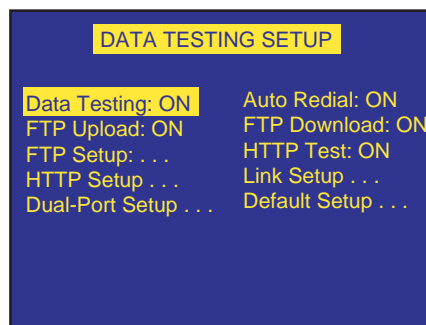 DATA TESTING SETUP
Data Testing: ON
FTP Upload: ON
FTP Setup: . . .
HTTP Setup . . .
Dual-Port Setup . . .
Auto Redial: ON
FTP Download: ON
HTTP Test: ON
Link Setup . . .
Default Setup . . .